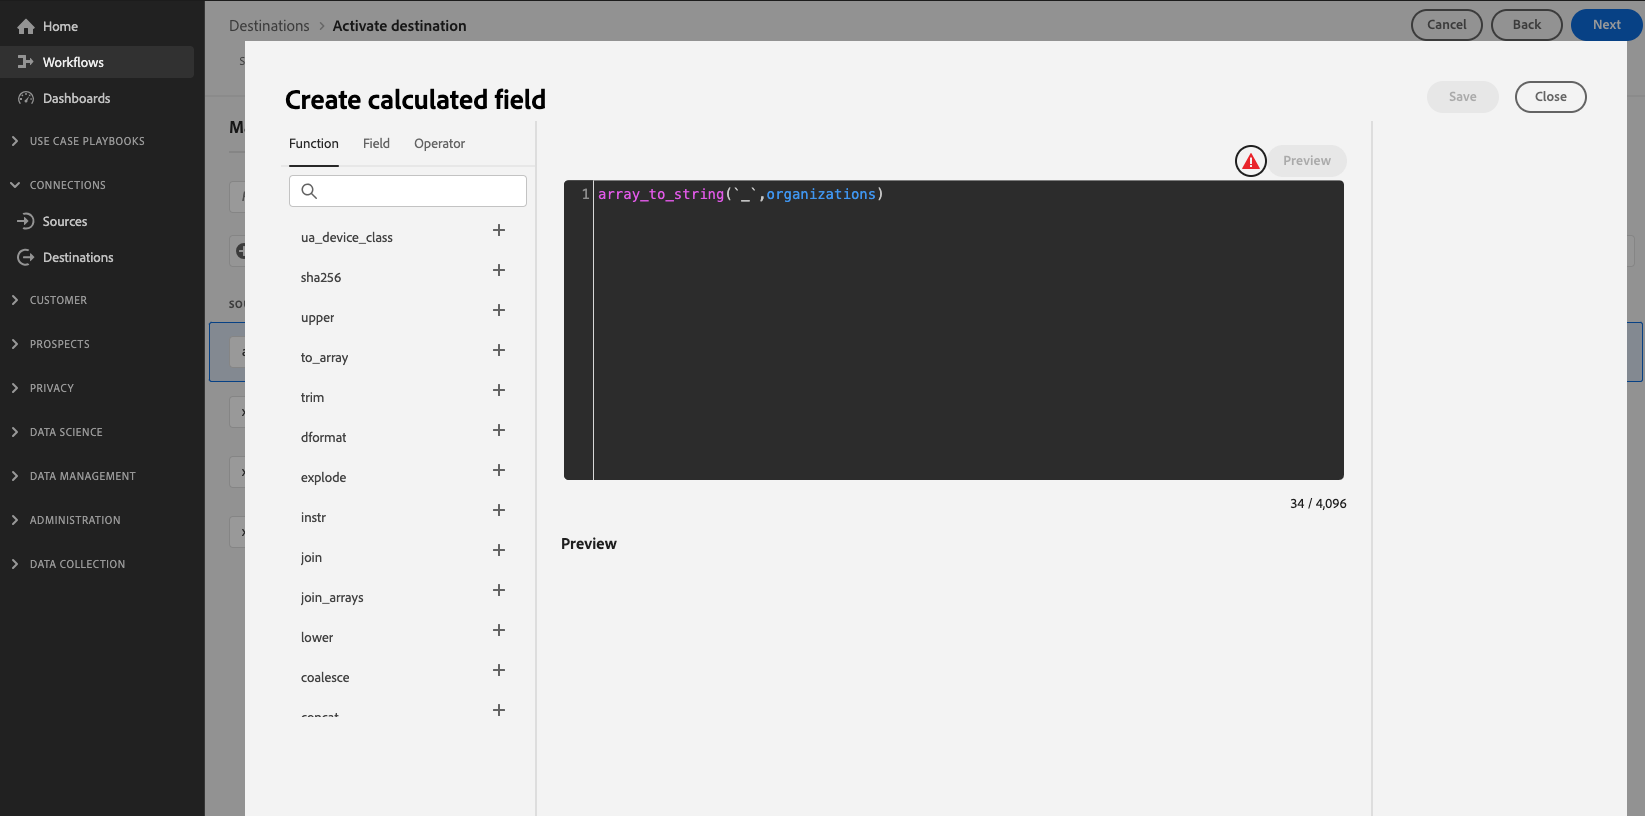 Home
Workflows
Dashboards
USE CASE PLAYBOOKS
CONNECTIONS
Sources
Destinations
CUSTOMER
PROSPECTS
PRIVACY
DATA SCIENCE
DATA MANAGEMENT
ADMINISTRATION
DATA COLLECTION
Destinations > Activate destination
Cancel
Back
Next
Create calculated field
Save
Close
Function
Field
Operator
Preview
ua_device_class
sha256
upper
to_array
trim
dformat
explode
instr
join
join_arrays
lower
coalesce
concat
1 array_to_string(`_`,organizations)
34 / 4,096
Preview